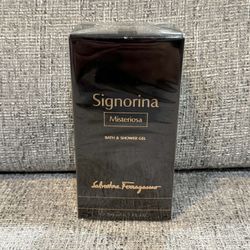 Signorina
Misteriosa
BATH & SHOWER GEL
Salvatore Ferragamo